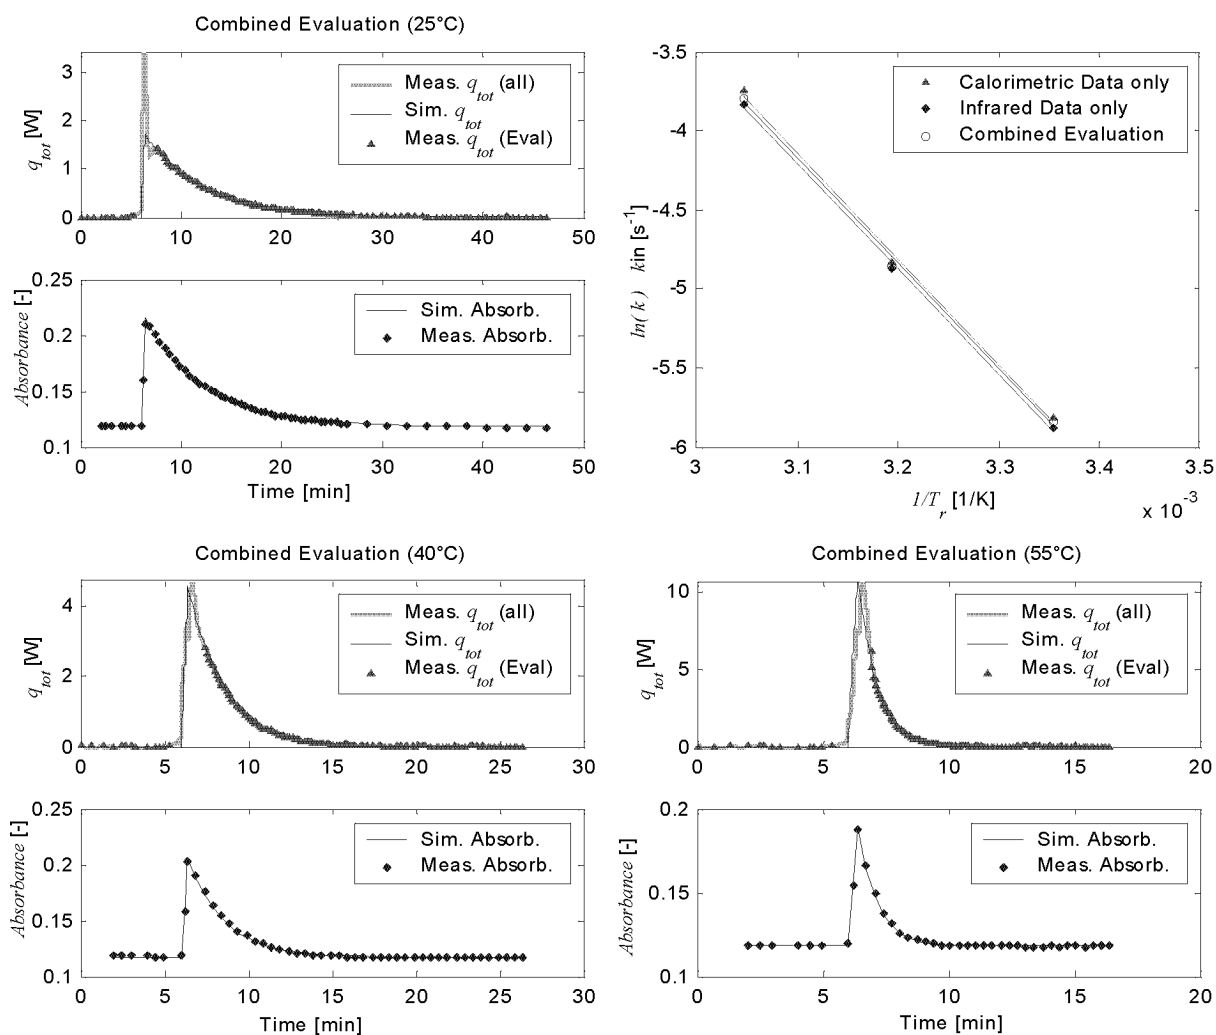 Combined Evaluation (25°C)
3
2
1
0
q_tot [W]
Meas. q_tot (all)
Sim. q_tot
Meas. q_tot (Eval)
0 10 20 30 40 50
0.25
0.2
0.15
0.1
Absorbance [-]
Sim. Absorb.
Meas. Absorb.
0 10 20 30 40 50
Time [min]
-3.5
-4
-4.5
-5
-5.5
-6
ln(k) kin [s⁻¹]
Calorimetric Data only
Infrared Data only
Combined Evaluation
3 3.1 3.2 3.3 3.4 3.5
1/T_r [1/K]
x 10⁻³
Combined Evaluation (40°C)
4
2
0
q_tot [W]
Meas. q_tot (all)
Sim. q_tot
Meas. q_tot (Eval)
0 5 10 15 20 25 30
0.25
0.2
0.15
0.1
Absorbance [-]
Sim. Absorb.
Meas. Absorb.
0 5 10 15 20 25 30
Time [min]
Combined Evaluation (55°C)
10
5
0
q_tot [W]
Meas. q_tot (all)
Sim. q_tot
Meas. q_tot (Eval)
0 5 10 15 20
0.2
0.15
0.1
Absorbance [-]
Sim. Absorb.
Meas. Absorb.
0 5 10 15 20
Time [min]